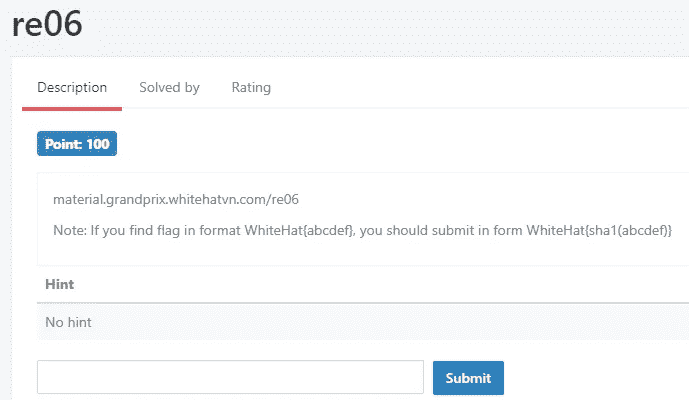 re06
Description Solved by Rating
Point: 100
material.grandprix.whitehatvn.com/re06
Note: If you find flag in format WhiteHat{abcdef}, you should submit in form WhiteHat{sha1(abcdef)}
Hint
No hint
Submit